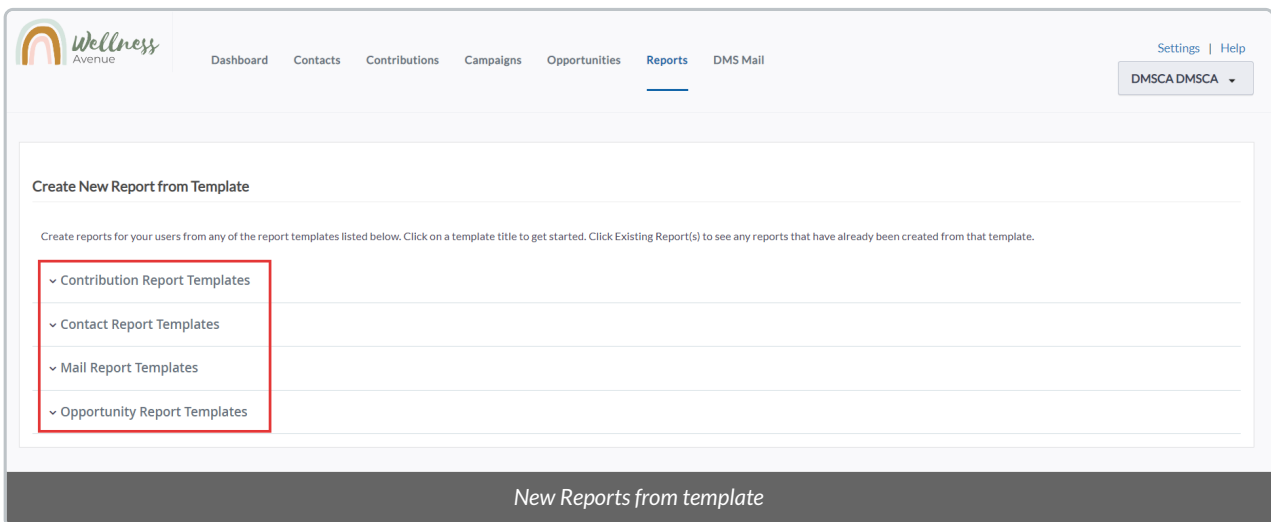 Wellness
Avenue
Dashboard Contacts Contributions Campaigns Opportunities Reports DMS Mail
Settings | Help
DMSCA DMSCA
Create New Report from Template
Create reports for your users from any of the report templates listed below. Click on a template title to get started. Click Existing Report(s) to see any reports that have already been created from that template.
Contribution Report Templates
Contact Report Templates
Mail Report Templates
Opportunity Report Templates
New Reports from template